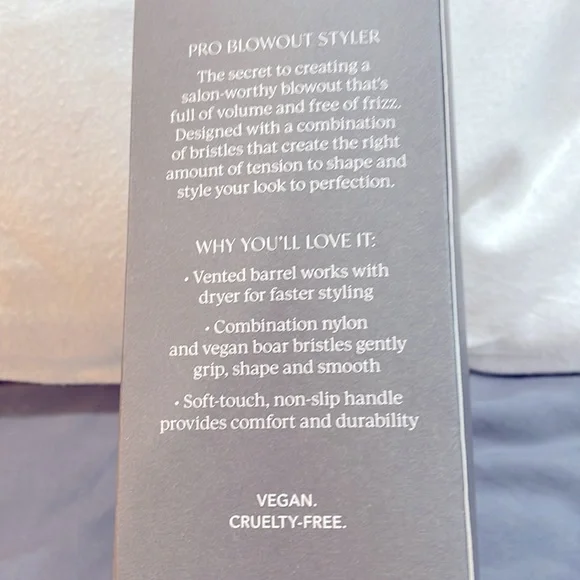 PRO BLOWOUT STYLER
The secret to creating a
salon-worthy blowout that's
full of volume and free of frizz.
Designed with a combination
of bristles that create the right
amount of tension to shape and
style your look to perfection.
WHY YOU'LL LOVE IT:
• Vented barrel works with
dryer for faster styling
• Combination nylon
and vegan boar bristles gently
grip, shape and smooth
• Soft-touch, non-slip handle
provides comfort and durability
VEGAN.
CRUELTY-FREE.